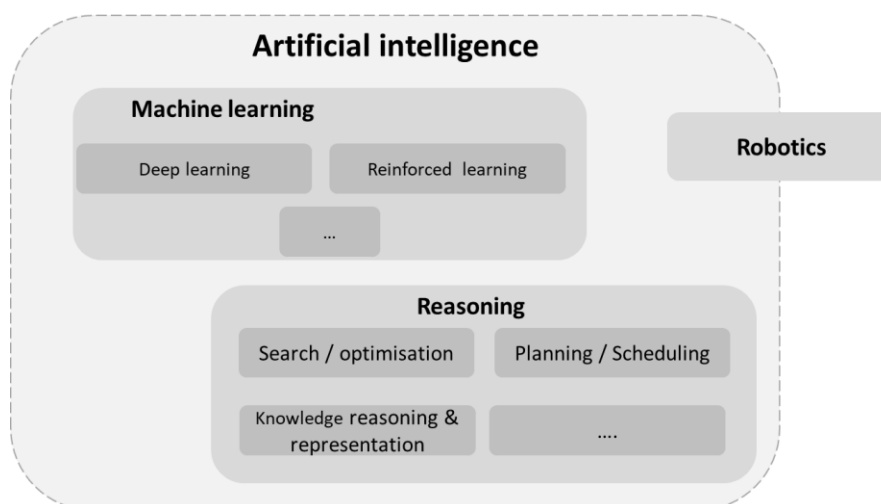 Artificial intelligence
Machine learning
Robotics
Deep learning
Reinforced learning
...
Reasoning
Search / optimisation
Planning / Scheduling
Knowledge reasoning &
representation
....